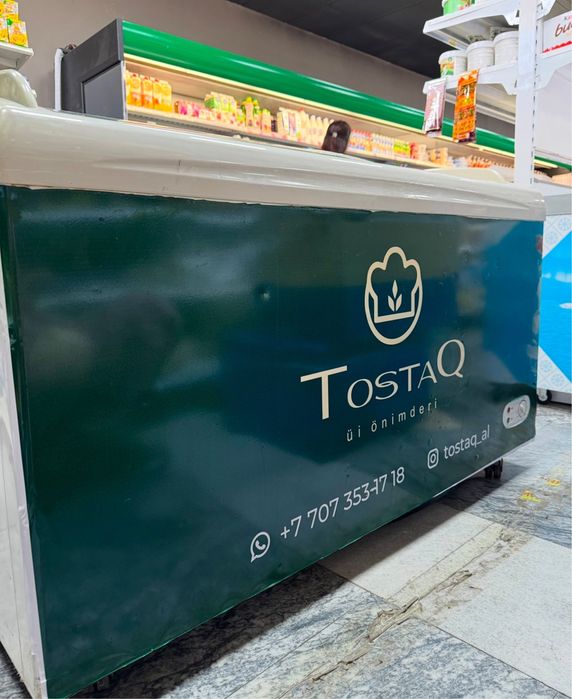 TOSTAQ
üi önimderi
tostaq_al
+7 707 353-17 18